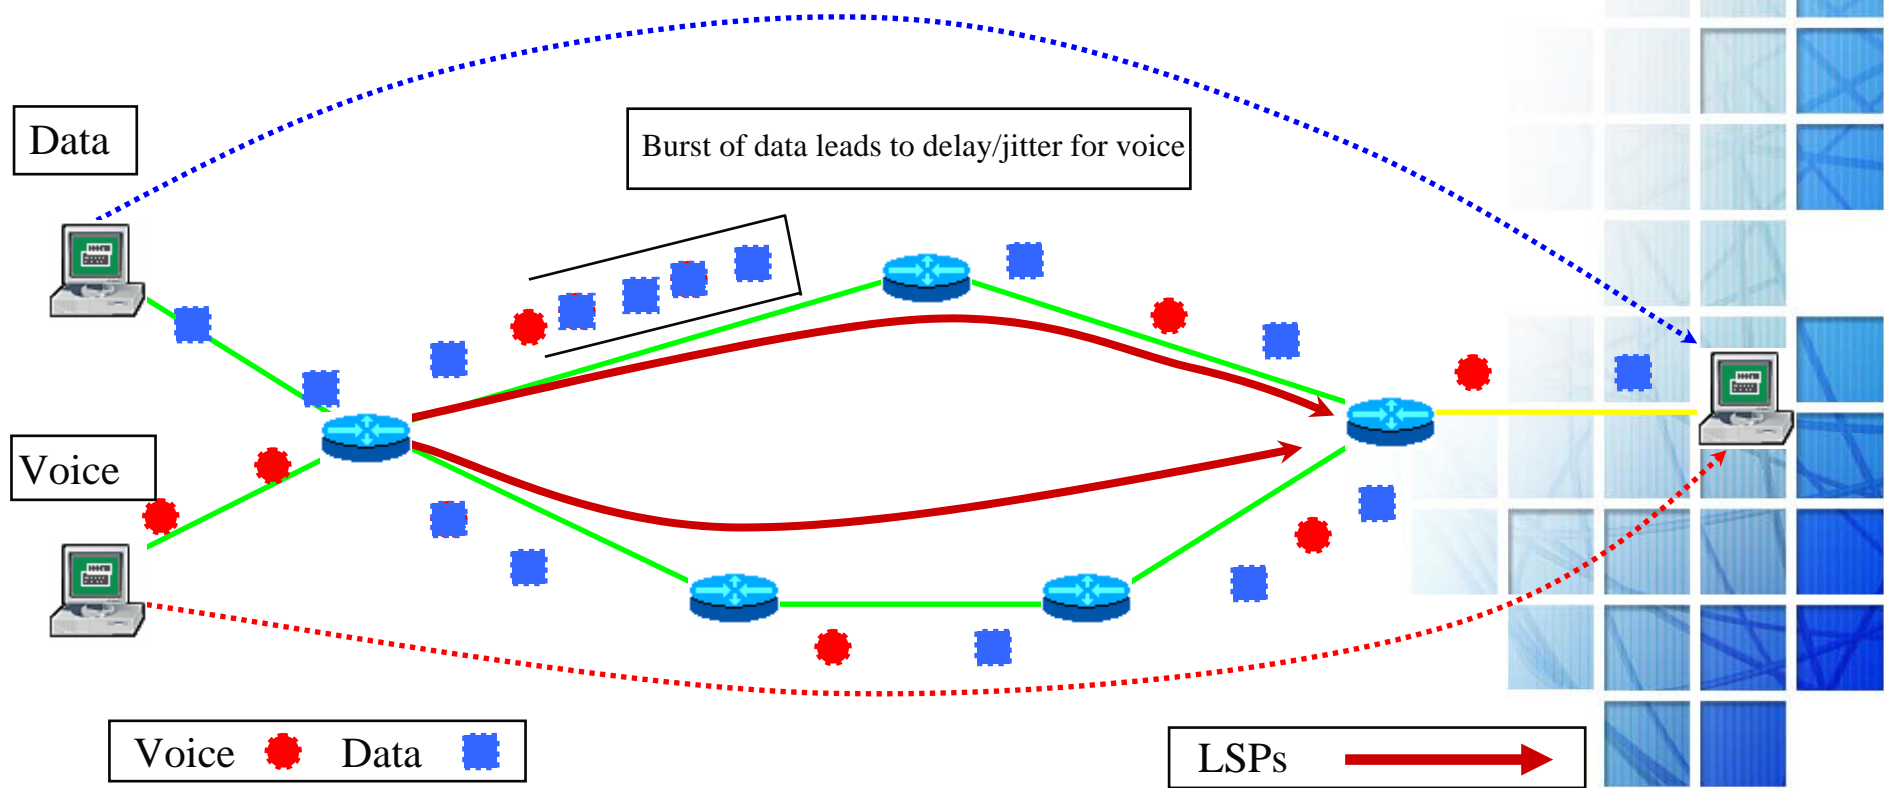 Data
Burst of data leads to delay/jitter for voice
Voice
Voice Data
LSPs